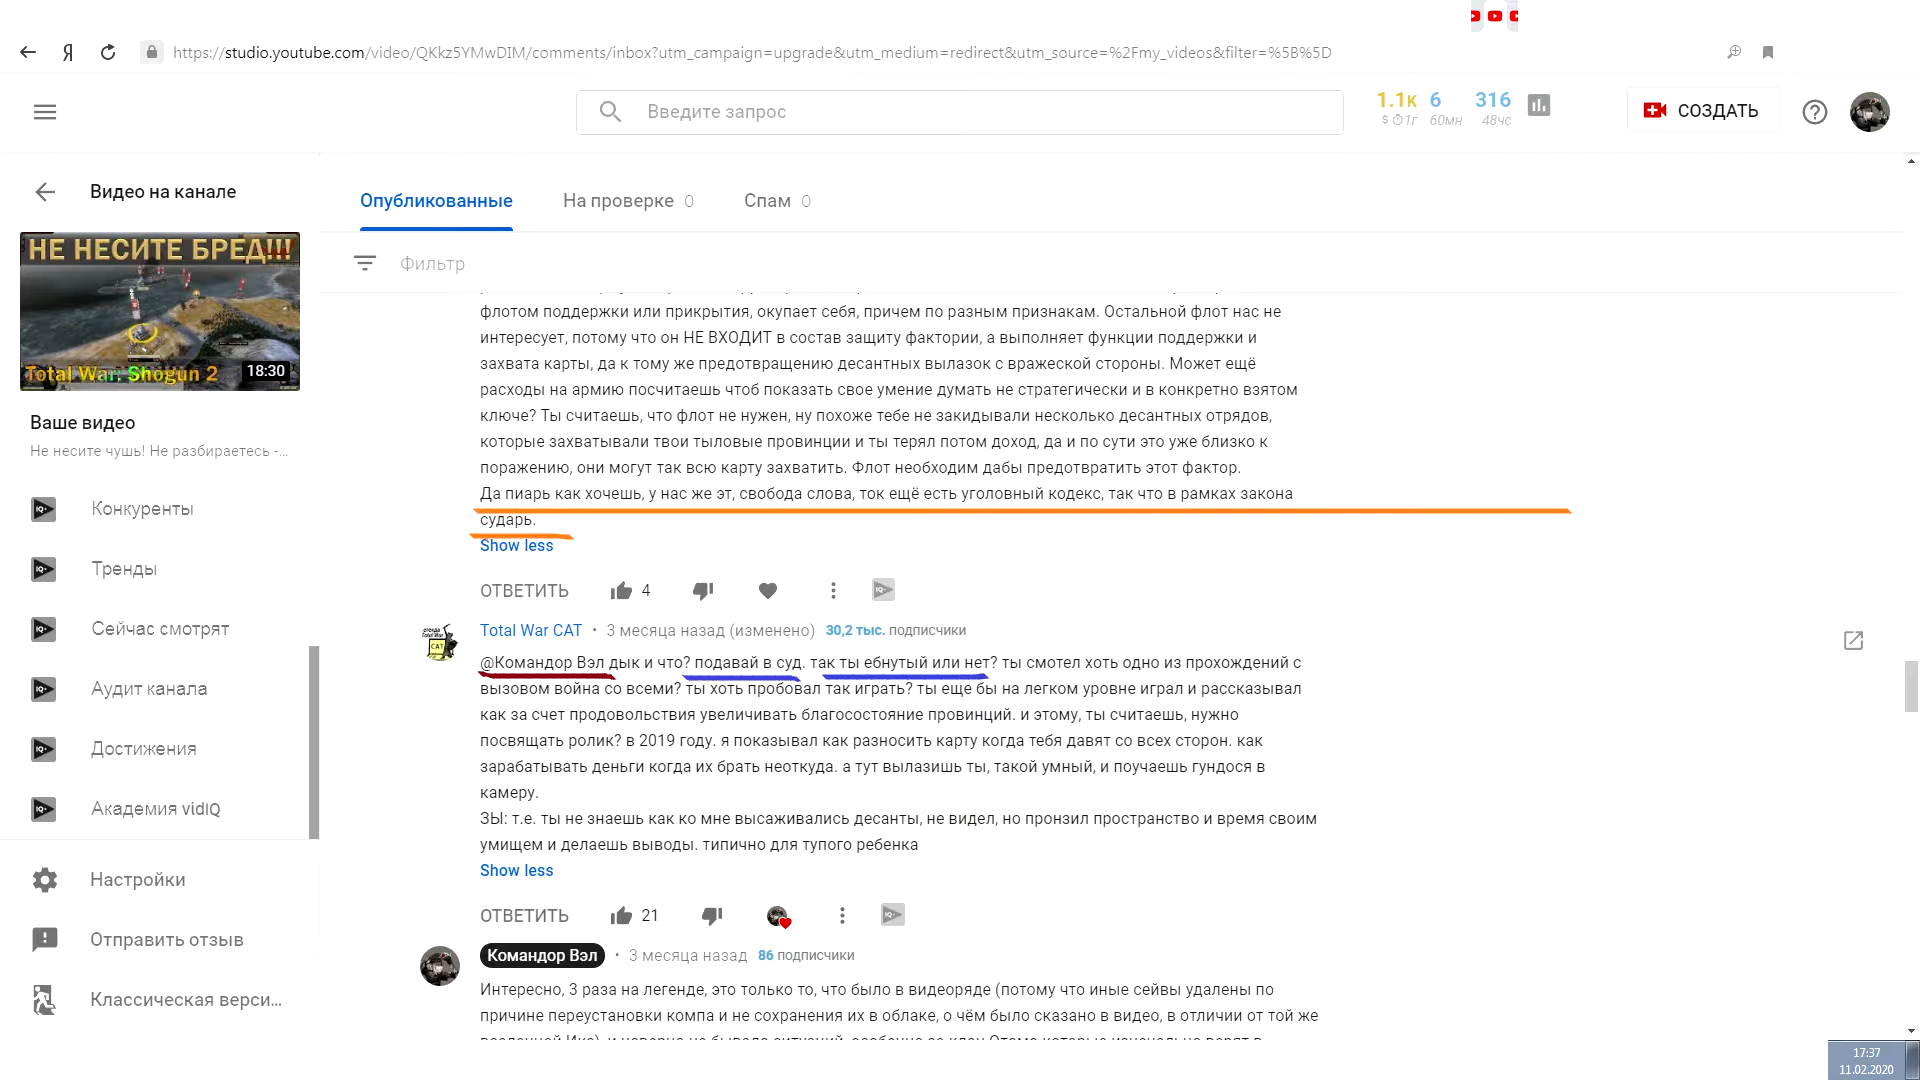 https://studio.youtube.com/video/QKkz5YMwDIM/comments/inbox?utm_campaign=upgrade&utm_medium=redirect&utm_source=%2Fmy_videos&filter=%5B%5D
Введите запрос
1.1к 6 316
$ 1г 60мн 48чс
СОЗДАТЬ
Видео на канале
НЕ НЕСИТЕ БРЕД!!!
Total War: Shogun 2
18:30
Ваше видео
Не несите чушь! Не разбираетесь -...
Конкуренты
Тренды
Сейчас смотрят
Аудит канала
Достижения
Академия vidIQ
Настройки
Отправить отзыв
Классическая верси...
Опубликованные
На проверке 0
Спам 0
Фильтр
флотом поддержки или прикрытия, окупает себя, причем по разным признакам. Остальной флот нас не
интересует, потому что он НЕ ВХОДИТ в состав защиту фактории, а выполняет функции поддержки и
захвата карты, да к тому же предотвращению десантных вылазок с вражеской стороны. Может ещё
расходы на армию посчитаешь чтоб показать свое умение думать не стратегически и в конкретно взятом
ключе? Ты считаешь, что флот не нужен, ну похоже тебе не закидывали несколько десантных отрядов,
которые захватывали твои тыловые провинции и ты терял потом доход, да и по сути это уже близко к
поражению, они могут так всю карту захватить. Флот необходим дабы предотвратить этот фактор.
Да пиарь как хочешь, у нас же эт, свобода слова, ток ещё есть уголовный кодекс, так что в рамках закона
сударь.
Show less
ОТВЕТИТЬ 4
Total War CAT • 3 месяца назад (изменено) 30,2 тыс. подписчики
@Командор Вэл дык и что? подавай в суд. так ты ебнутый или нет? ты смотел хоть одно из прохождений с
вызовом война со всеми? ты хоть пробовал так играть? ты еще бы на легком уровне играл и рассказывал
как за счет продовольствия увеличивать благосостояние провинций. и этому, ты считаешь, нужно
посвящать ролик? в 2019 году. я показывал как разносить карту когда тебя давят со всех сторон. как
зарабатывать деньги когда их брать неоткуда. а тут вылазишь ты, такой умный, и поучаешь гундося в
камеру.
ЗЫ: т.е. ты не знаешь как ко мне высаживались десанты, не видел, но пронзил пространство и время своим
умищем и делаешь выводы. типично для тупого ребенка
Show less
ОТВЕТИТЬ 21
Командор Вэл • 3 месяца назад 86 подписчики
Интересно, 3 раза на легенде, это только то, что было в видеоряде (потому что иные сейвы удалены по
причине переустановки компа и не сохранения их в облаке, о чём было сказано в видео, в отличии от той же
17:37
11.02.2020